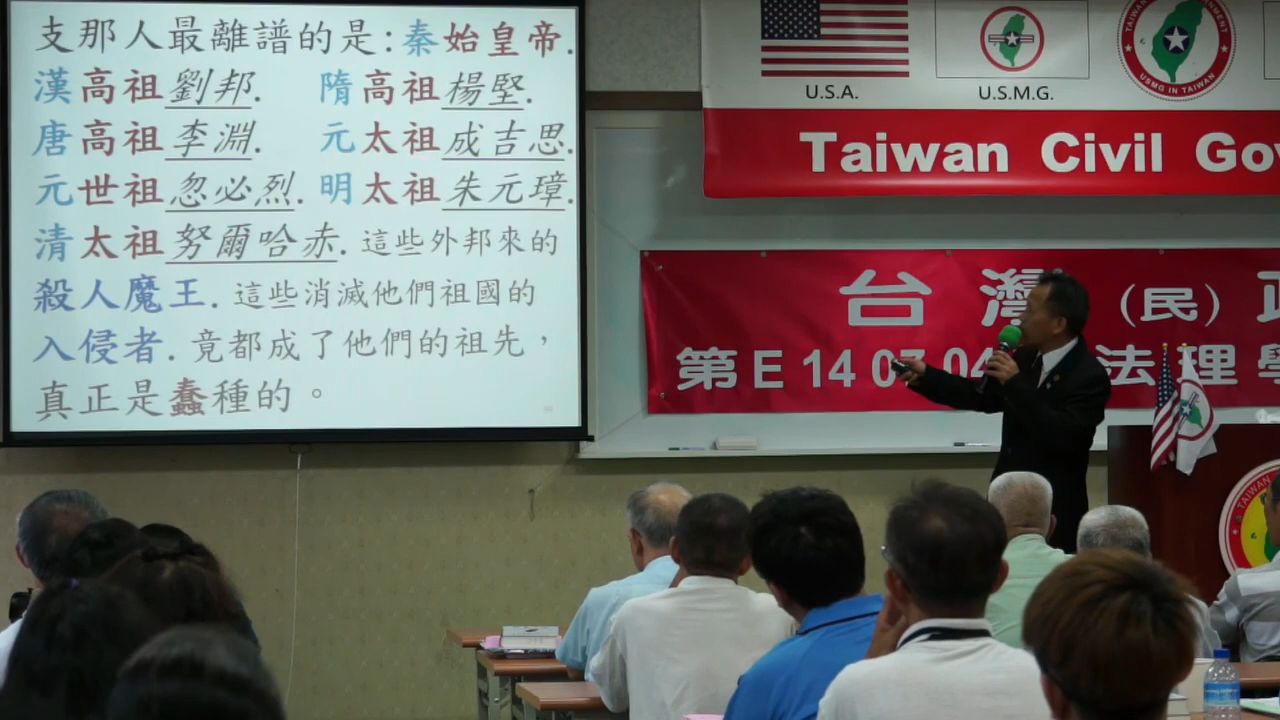 支那人最離譜的是:秦始皇帝.
漢高祖劉邦. 隋高祖楊堅.
唐高祖李淵. 元太祖成吉思.
元世祖忽必烈. 明太祖朱元璋.
清太祖努爾哈赤. 這些外邦來的
殺人魔王. 這些消滅他們祖國的
入侵者. 竟都成了他們的祖先，
真正是蠢種的。
U.S.A.
U.S.M.G.
USMG IN TAIWAN
Taiwan Civil Gov
台灣(民)政
第E 14 07 04
法理學